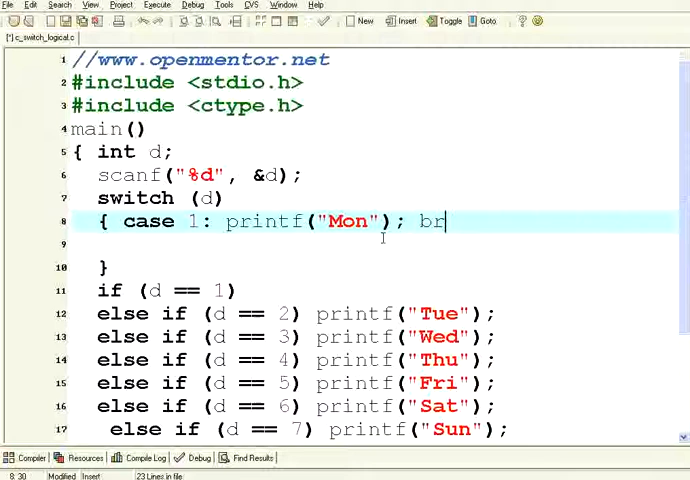 File Edit Search View Project Execute Debug Tools CVS Window Help
New Insert Toggle Goto
[*] c_switch_logical.c
1 //www.openmentor.net
2 #include <stdio.h>
3 #include <ctype.h>
4 main()
5 { int d;
6 scanf("%d", &d);
7 switch (d)
8 { case 1: printf("Mon"); br
9
10 }
11 if (d == 1)
12 else if (d == 2) printf("Tue");
13 else if (d == 3) printf("Wed");
14 else if (d == 4) printf("Thu");
15 else if (d == 5) printf("Fri");
16 else if (d == 6) printf("Sat");
17 else if (d == 7) printf("Sun");
Compiler Resources Compile Log Debug Find Results
8: 30 Modified Insert 23 Lines in file